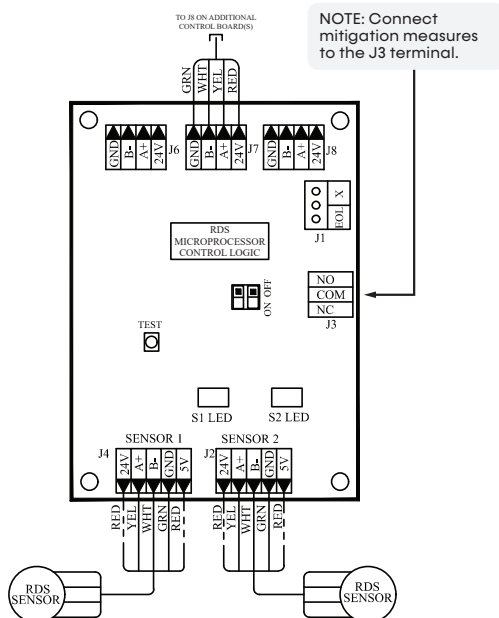 TO J8 ON ADDITIONAL
CONTROL BOARD(S)
NOTE: Connect
mitigation measures
to the J3 terminal.
GRN
WHT
YEL
RED
GND
B-
A+
24V
J6
GND
B-
A+
24V
J7
GND
B-
A+
24V
J8
X
EOL
J1
RDS
MICROPROCESSOR
CONTROL LOGIC
ON OFF
NO
COM
NC
J3
TEST
S1 LED
S2 LED
SENSOR 1
SENSOR 2
J4
24V
A+
B-
GND
5V
J2
24V
A+
B-
GND
5V
RED
YEL
WHT
GRN
RED
RED
YEL
WHT
GRN
RED
RDS
SENSOR
RDS
SENSOR